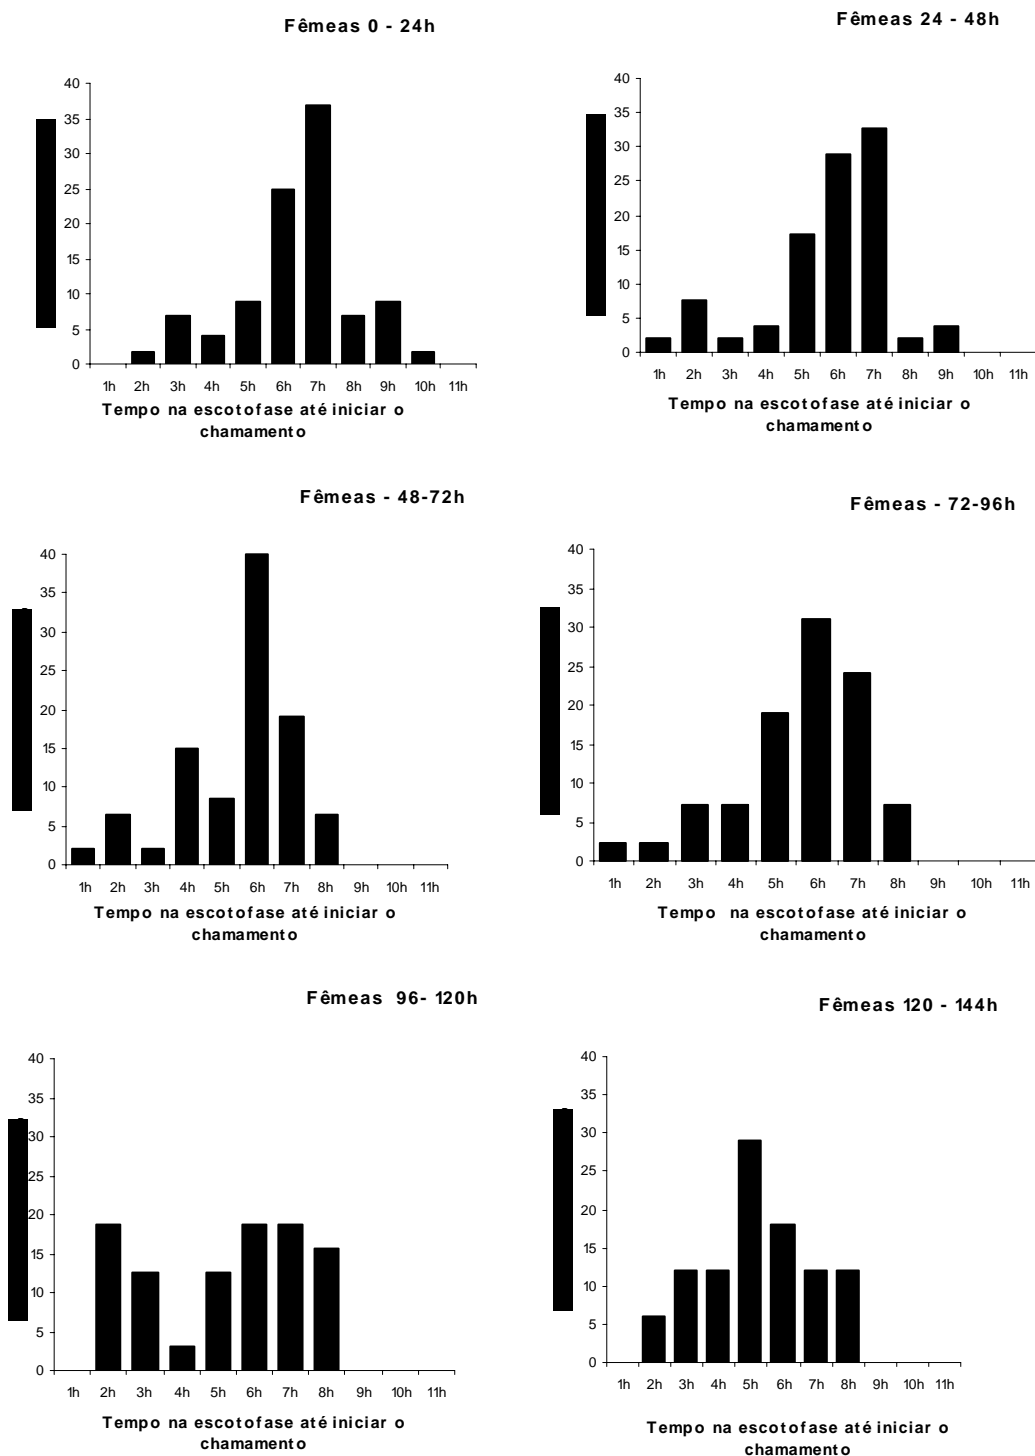 Fêmeas 0 - 24h
40
35
30
25
20
15
10
5
0
1h 2h 3h 4h 5h 6h 7h 8h 9h 10h 11h
Tempo na escotofase até iniciar o
chamamento
Fêmeas 24 - 48h
40
35
30
25
20
15
10
5
0
1h 2h 3h 4h 5h 6h 7h 8h 9h 10h 11h
Tempo na escotofase até iniciar o
chamamento
Fêmeas - 48-72h
40
35
30
25
20
15
10
5
0
1h 2h 3h 4h 5h 6h 7h 8h 9h 10h 11h
Tempo na escotofase até iniciar o
chamamento
Fêmeas - 72-96h
40
35
30
25
20
15
10
5
0
1h 2h 3h 4h 5h 6h 7h 8h 9h 10h 11h
Tempo na escotofase até iniciar o
chamamento
Fêmeas 96- 120h
40
35
30
25
20
15
10
5
0
1h 2h 3h 4h 5h 6h 7h 8h 9h 10h 11h
Tempo na escotofase até iniciar o
chamamento
Fêmeas 120 - 144h
40
35
30
25
20
15
10
5
0
1h 2h 3h 4h 5h 6h 7h 8h 9h 10h 11h
Tempo na escotofase até iniciar o
chamamento